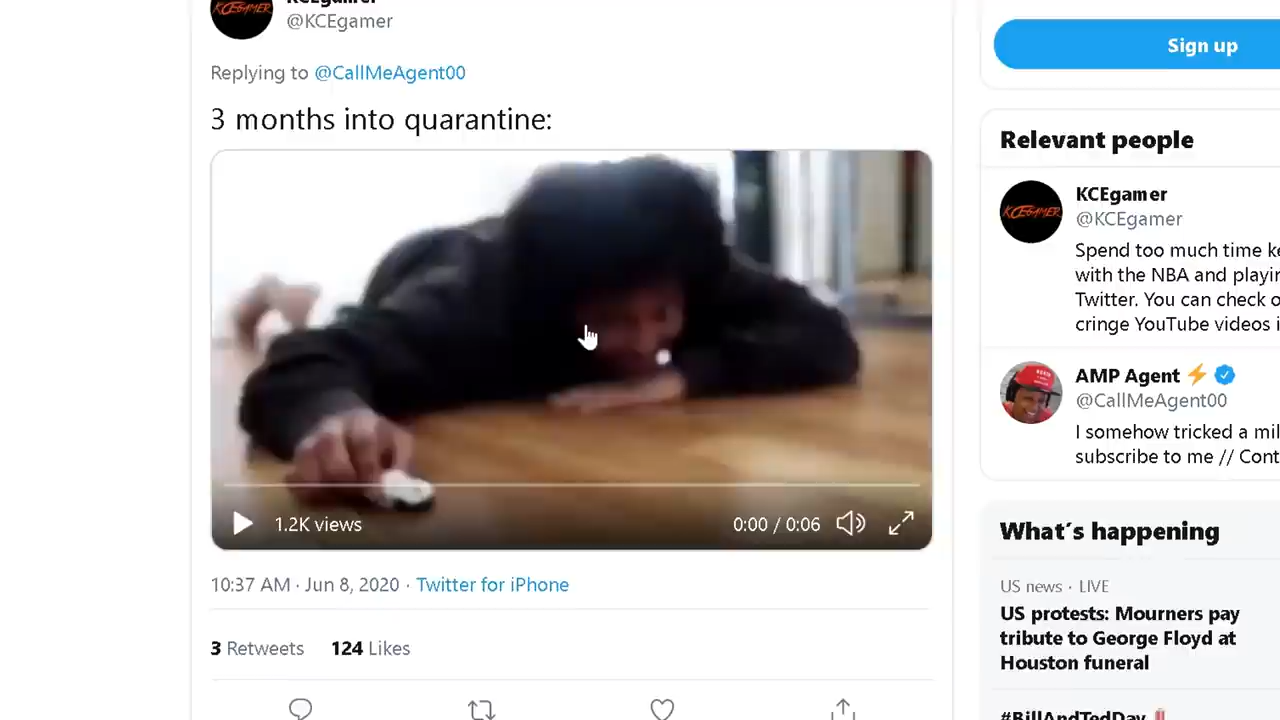 KCEgamer
@KCEgamer
Replying to @CallMeAgent00
3 months into quarantine:
1.2K views
0:00 / 0:06
10:37 AM · Jun 8, 2020 · Twitter for iPhone
3 Retweets 124 Likes
Sign up
Relevant people
KCEGAMER
KCEgamer
@KCEgamer
Spend too much time ke
with the NBA and playin
Twitter. You can check o
cringe YouTube videos i
AMP Agent ⚡
@CallMeAgent00
I somehow tricked a mil
subscribe to me // Cont
What's happening
US news · LIVE
US protests: Mourners pay
tribute to George Floyd at
Houston funeral
#BillAndTedDay